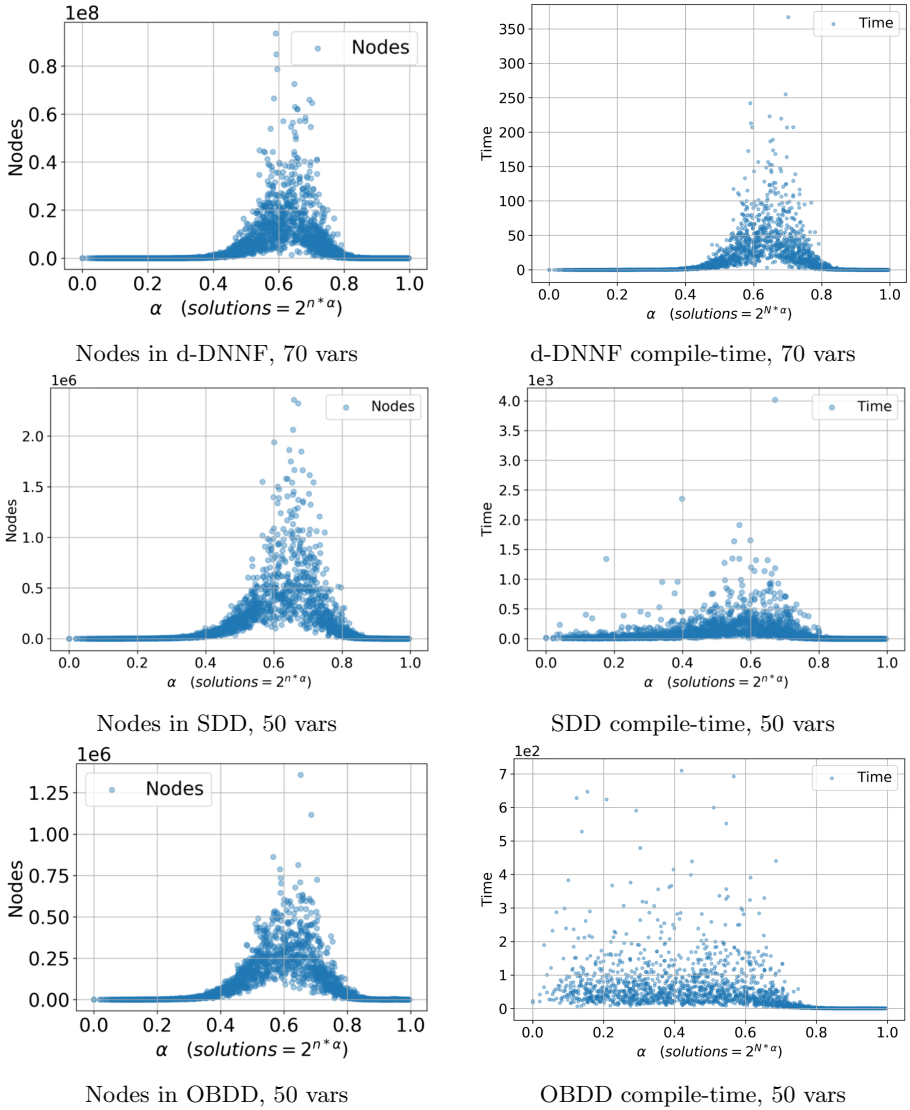 1e8
Nodes
0.8
0.6
0.4
0.2
0.0
Nodes
0.0 0.2 0.4 0.6 0.8 1.0
α (solutions = 2^{n*α})
Nodes in d-DNNF, 70 vars
Time
350
300
250
200
150
100
50
0
Time
0.0 0.2 0.4 0.6 0.8 1.0
α (solutions = 2^{N*α})
d-DNNF compile-time, 70 vars
1e6
Nodes
2.0
1.5
1.0
0.5
0.0
Nodes
0.0 0.2 0.4 0.6 0.8 1.0
α (solutions = 2^{n*α})
Nodes in SDD, 50 vars
1e3
Time
4.0
3.5
3.0
2.5
2.0
1.5
1.0
0.5
0.0
Time
0.0 0.2 0.4 0.6 0.8 1.0
α (solutions = 2^{n*α})
SDD compile-time, 50 vars
1e6
Nodes
1.25
1.00
0.75
0.50
0.25
0.00
Nodes
0.0 0.2 0.4 0.6 0.8 1.0
α (solutions = 2^{n*α})
Nodes in OBDD, 50 vars
1e2
Time
7
6
5
4
3
2
1
0
Time
0.0 0.2 0.4 0.6 0.8 1.0
α (solutions = 2^{N*α})
OBDD compile-time, 50 vars